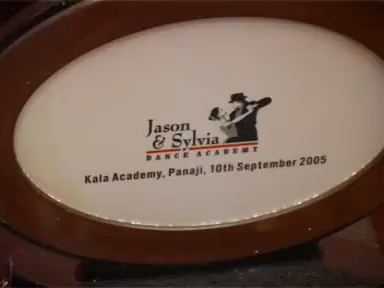 Jason
& Sylvia
DANCE ACADEMY
Kala Academy, Panaji, 10th September 2005